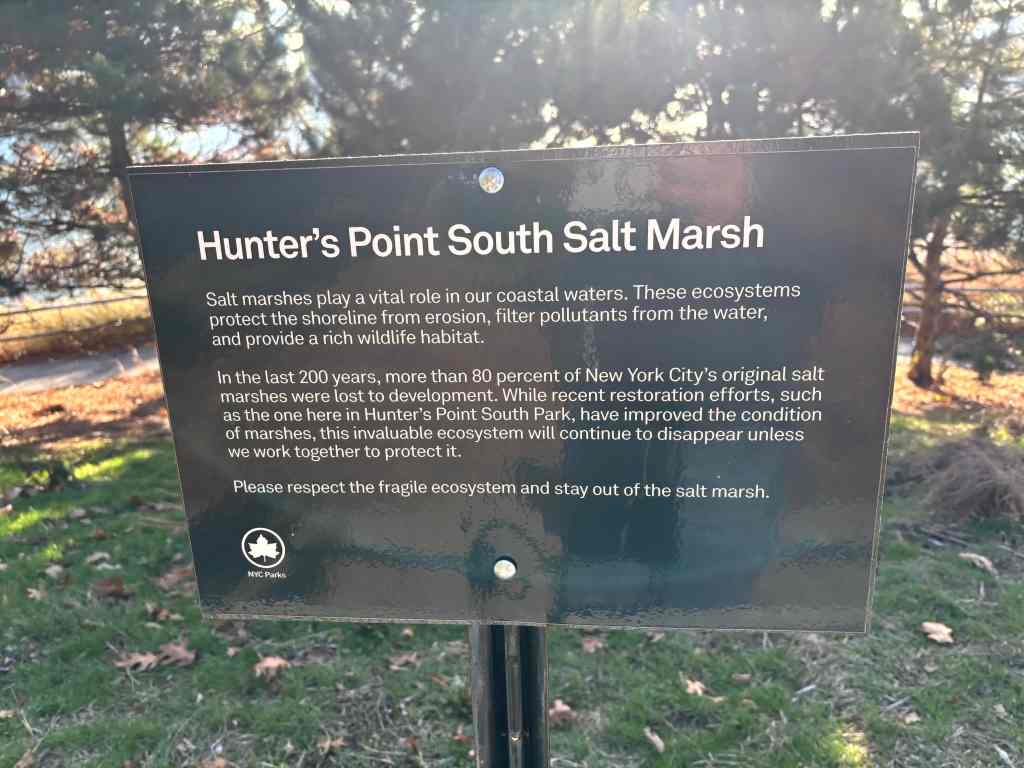 Hunter's Point South Salt Marsh
Salt marshes play a vital role in our coastal waters. These ecosystems
protect the shoreline from erosion, filter pollutants from the water,
and provide a rich wildlife habitat.
In the last 200 years, more than 80 percent of New York City's original salt
marshes were lost to development. While recent restoration efforts, such
as the one here in Hunter's Point South Park, have improved the condition
of marshes, this invaluable ecosystem will continue to disappear unless
we work together to protect it.
Please respect the fragile ecosystem and stay out of the salt marsh.
NYC Parks